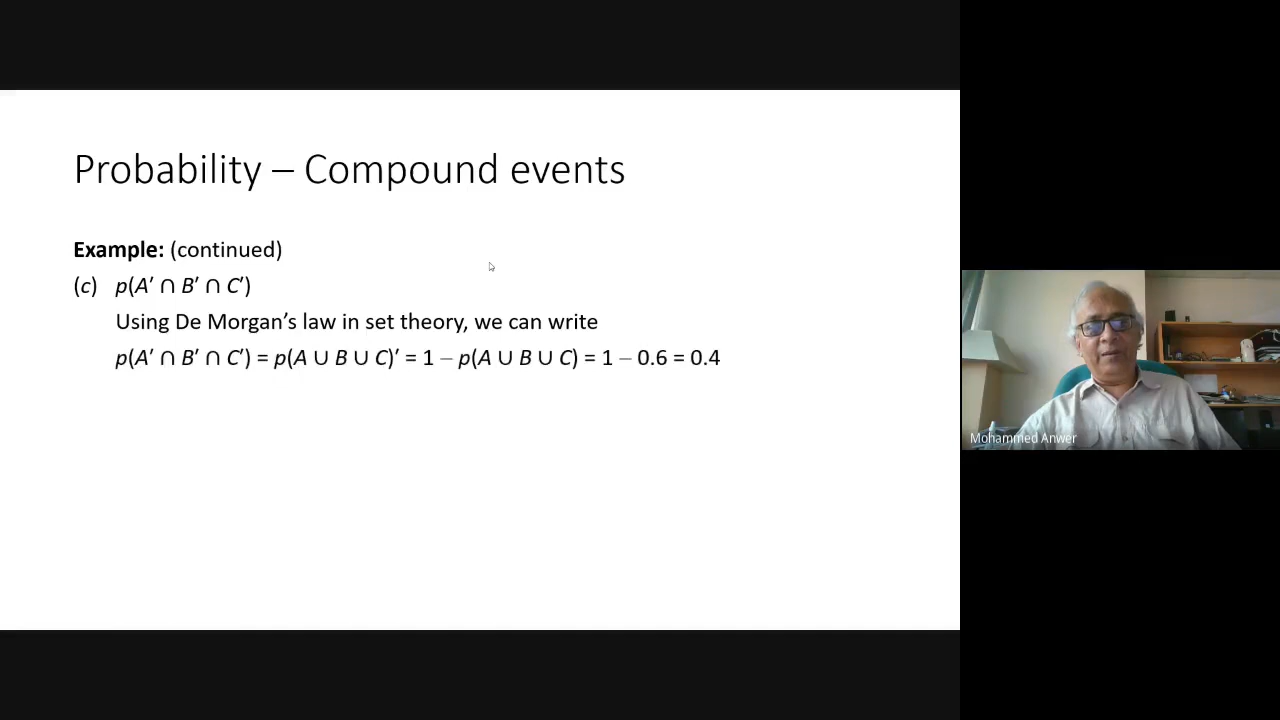 Probability – Compound events
Example: (continued)
(c) p(A′ ∩ B′ ∩ C′)
Using De Morgan’s law in set theory, we can write
p(A′ ∩ B′ ∩ C′) = p(A ∪ B ∪ C)′ = 1 – p(A ∪ B ∪ C) = 1 – 0.6 = 0.4
Mohammed Anwer